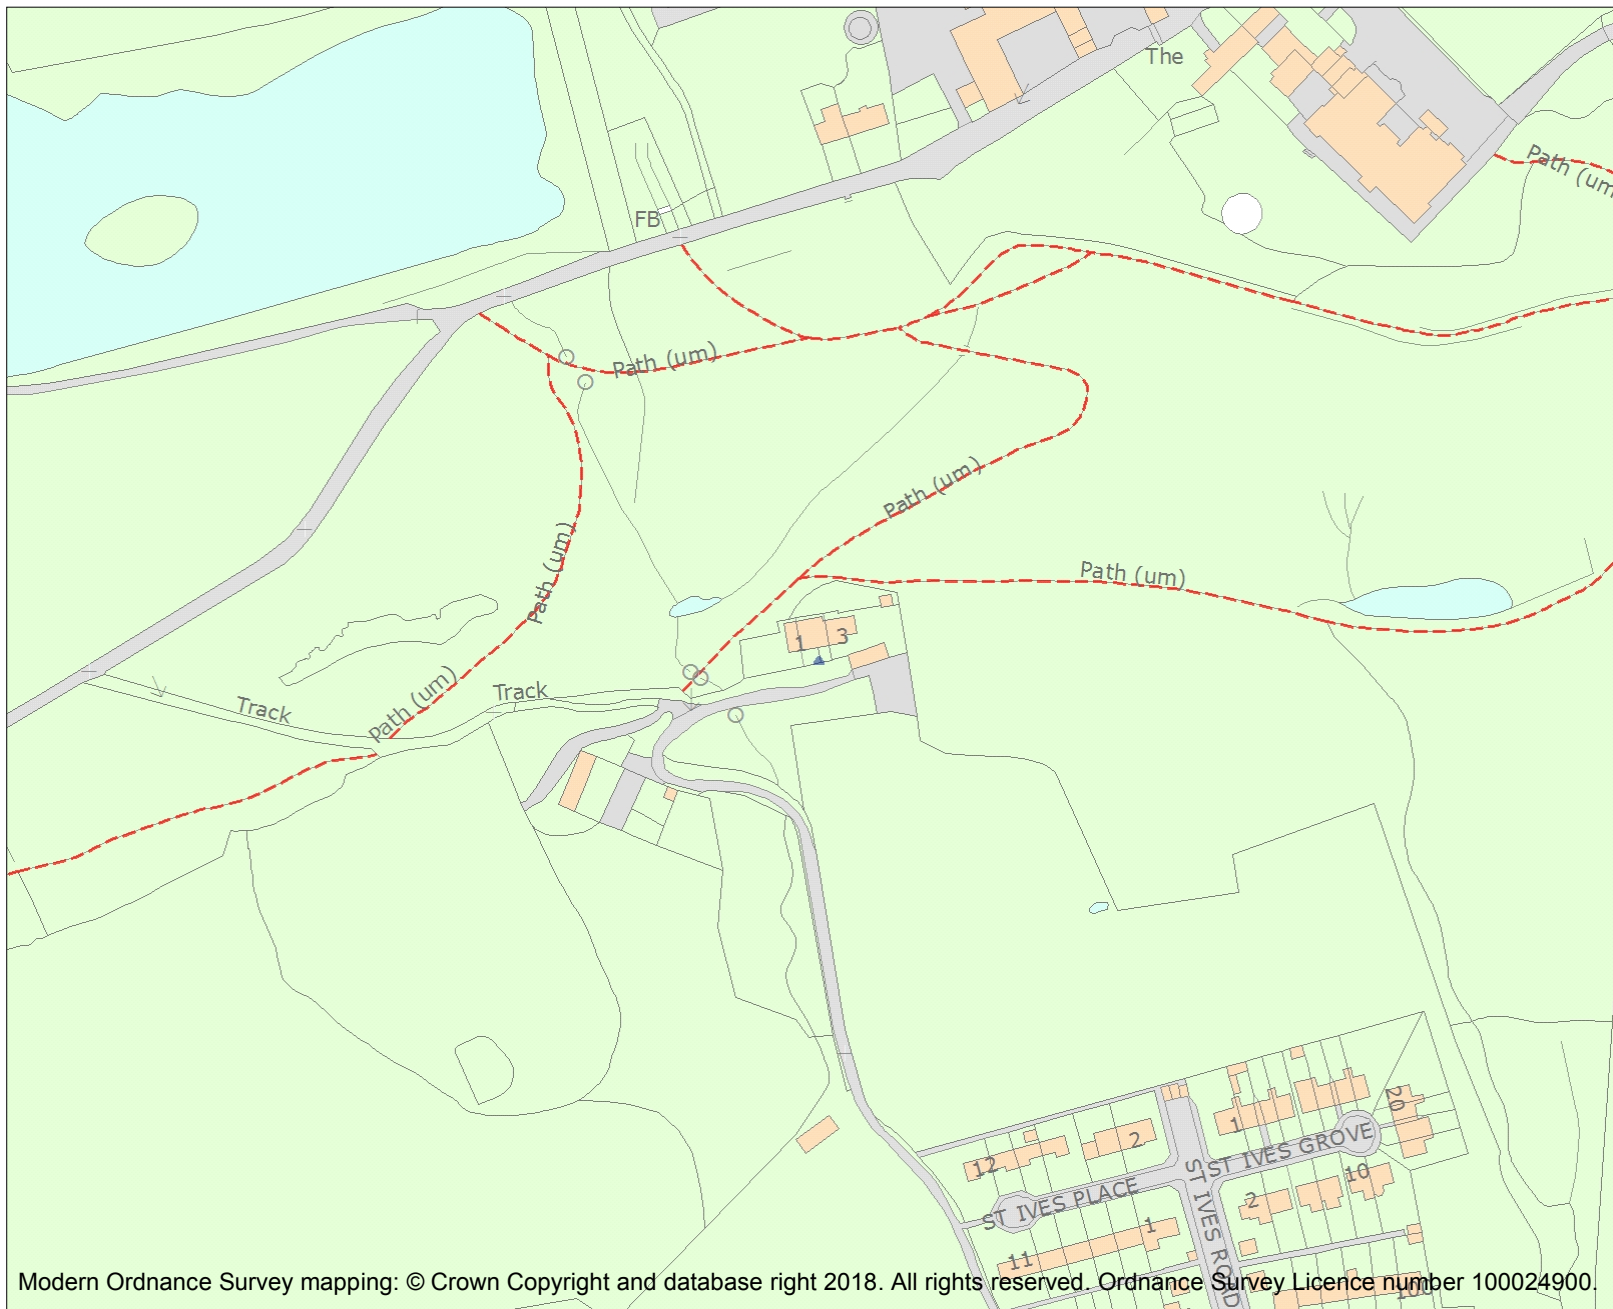 The
Path (um
FB
Path (um)
Path (um)
Path (um)
Path (um)
1
3
Path (um)
Track
Track
20
1
2
12
ST IVES GROVE
10
ST IVES PLACE
2
ST IVES ROAD
1
11
100
Modern Ordnance Survey mapping: © Crown Copyright and database right 2018. All rights reserved. Ordnance Survey Licence number 100024900.